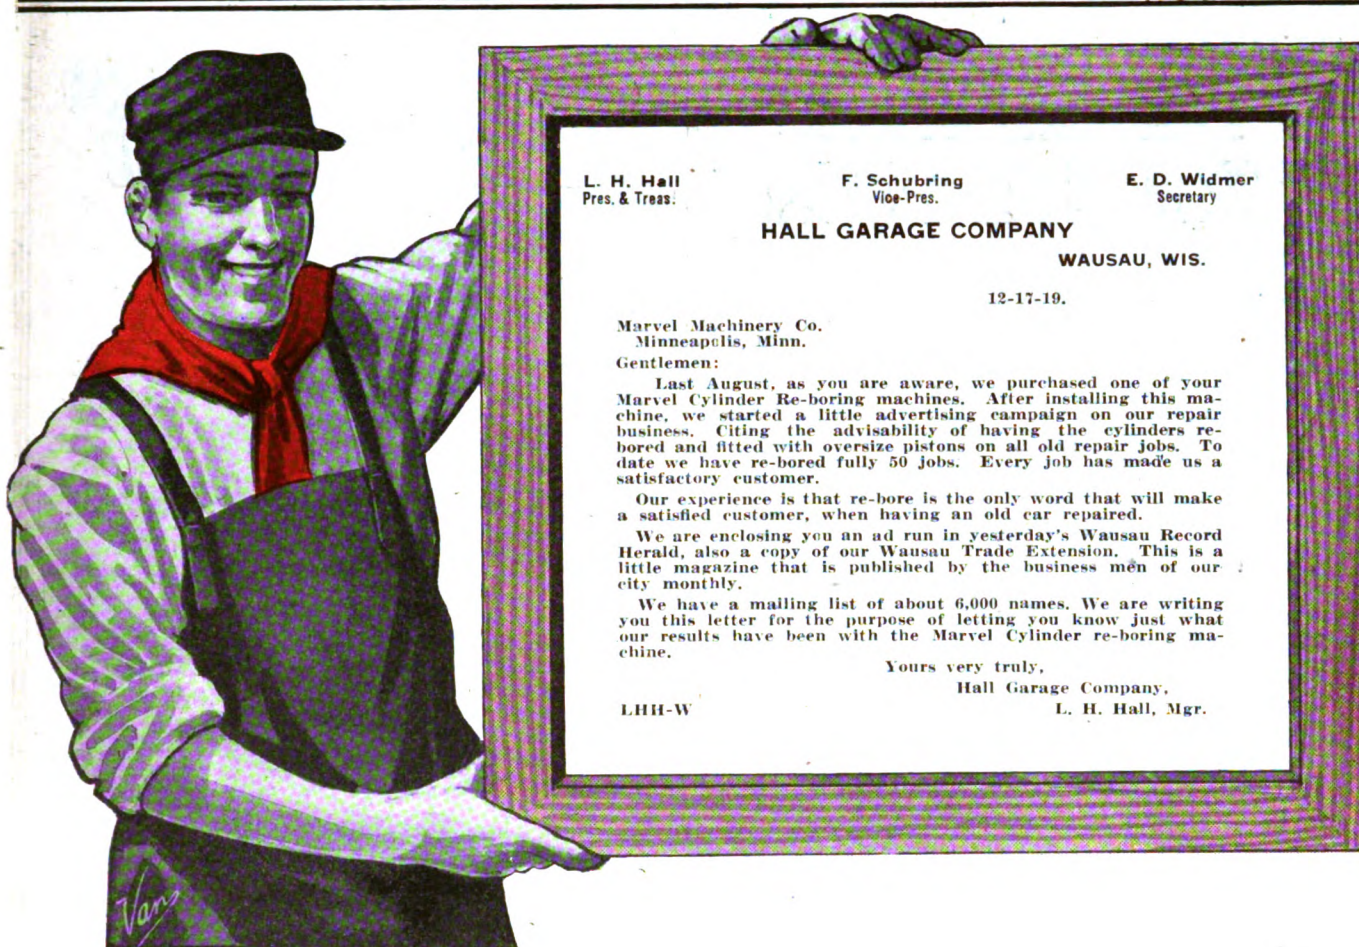 L. H. Hall F. Schubring E. D. Widmer
Pres. & Treas. Vice-Pres. Secretary
HALL GARAGE COMPANY
WAUSAU, WIS.
12-17-19.
Marvel Machinery Co.
Minneapolis, Minn.
Gentlemen:
Last August, as you are aware, we purchased one of your
Marvel Cylinder Re-boring machines. After installing this ma-
chine, we started a little advertising campaign on our repair
business. Citing the advisability of having the cylinders re-
bored and fitted with oversize pistons on all old repair jobs. To
date we have re-bored fully 50 jobs. Every job has made us a
satisfactory customer.
Our experience is that re-bore is the only word that will make
a satisfied customer, when having an old car repaired.
We are enclosing you an ad run in yesterday's Wausau Record
Herald, also a copy of our Wausau Trade Extension. This is a
little magazine that is published by the business men of our
city monthly.
We have a mailing list of about 6,000 names. We are writing
you this letter for the purpose of letting you know just what
our results have been with the Marvel Cylinder re-boring ma-
chine.
Yours very truly,
Hall Garage Company,
LHH-W L. H. Hall, Mgr.
Vans